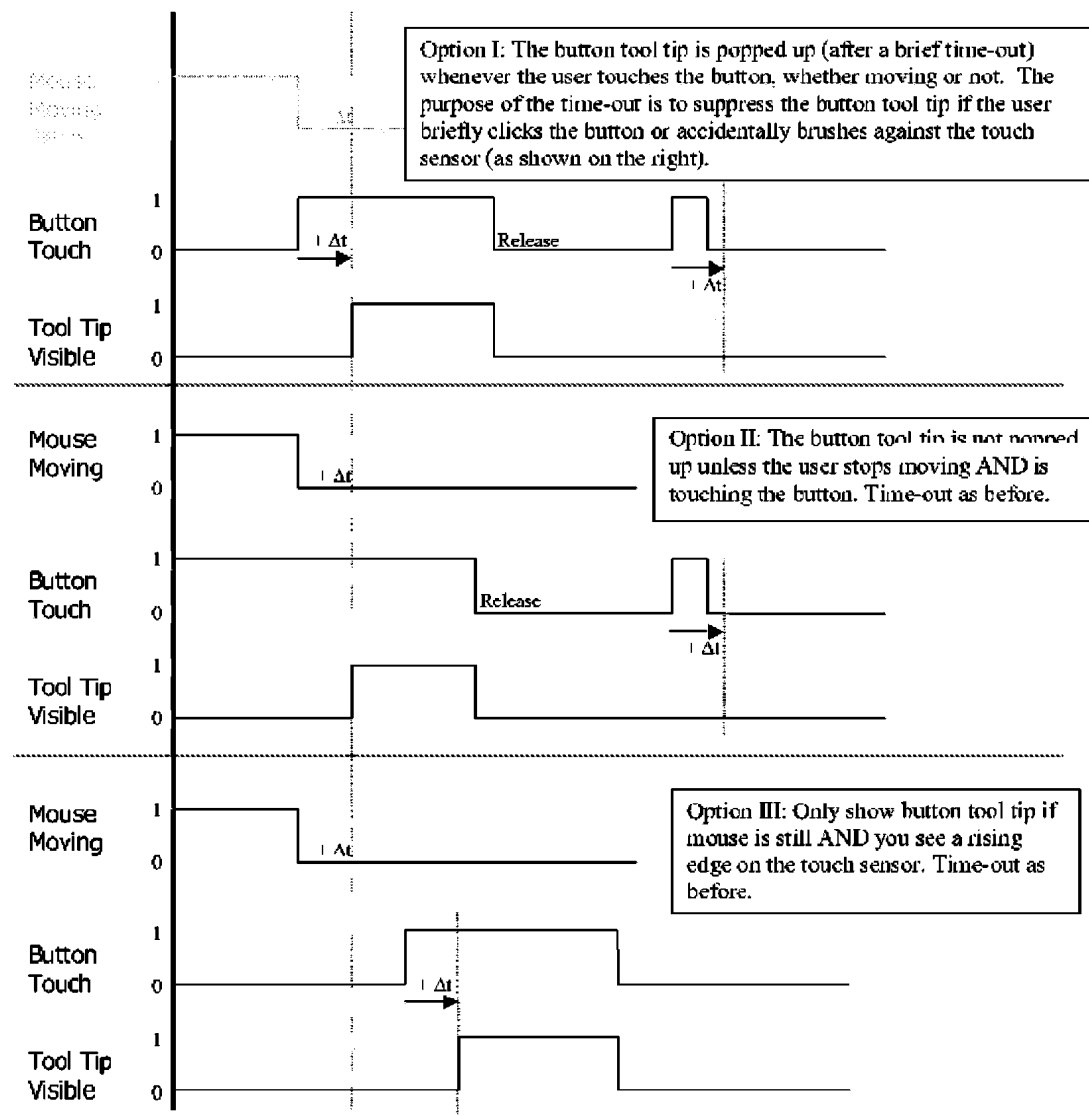 Option I: The button tool tip is popped up (after a brief time-out)
whenever the user touches the button, whether moving or not. The
purpose of the time-out is to suppress the button tool tip if the user
briefly clicks the button or accidentally brushes against the touch
sensor (as shown on the right).
Mouse
Moving
1
Δt
Button
Touch
1
0
+ Δt
Release
+ Δt
Tool Tip
Visible
1
0
Mouse
Moving
1
0
+ Δt
Option II: The button tool tip is not popped
up unless the user stops moving AND is
touching the button. Time-out as before.
Button
Touch
1
0
Release
+ Δt
Tool Tip
Visible
1
0
Mouse
Moving
1
0
+ Δt
Option III: Only show button tool tip if
mouse is still AND you see a rising
edge on the touch sensor. Time-out as
before.
Button
Touch
1
0
+ Δt
Tool Tip
Visible
1
0